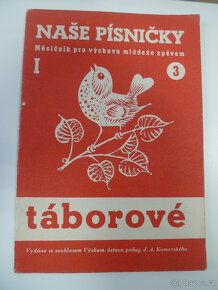 NAŠE PÍSNIČKY
Měsíčník pro výchovu mládeže zpěvem
I
3
táborové
Vydáno se souhlasem Výzkum. ústavu pedag. J. A. Komenského